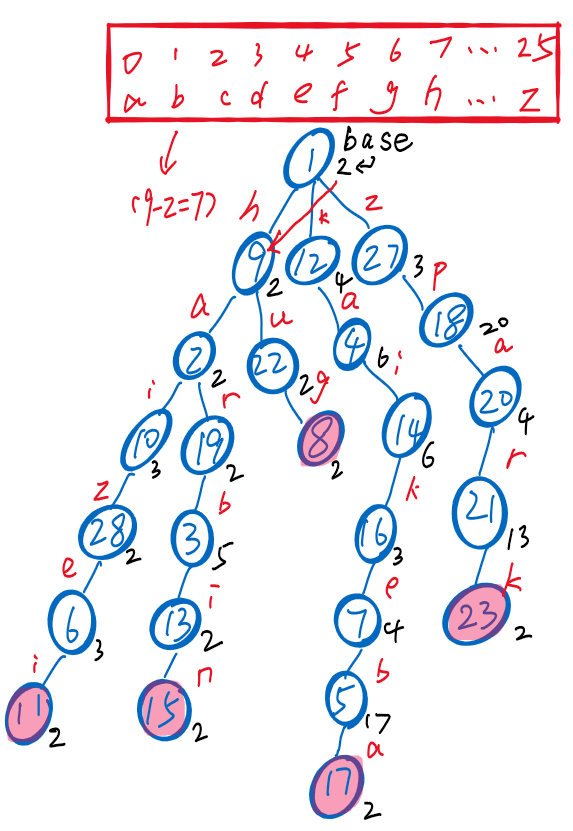 0 1 2 3 4 5 6 7 ... 25
a b c d e f g h ... z
base
1 2↵
(9-2=7)
h k z
9 2 12 4 27 3
a u a p
2 2 22 2 4 6 18 20
i r g i a
10 3 19 2 8 2 14 6 20 4
z b k r
28 2 3 5 16 3 21 13
e i e k
6 3 13 2 7 4 23 2
i n b
11 2 15 2 5 17
a
17 2